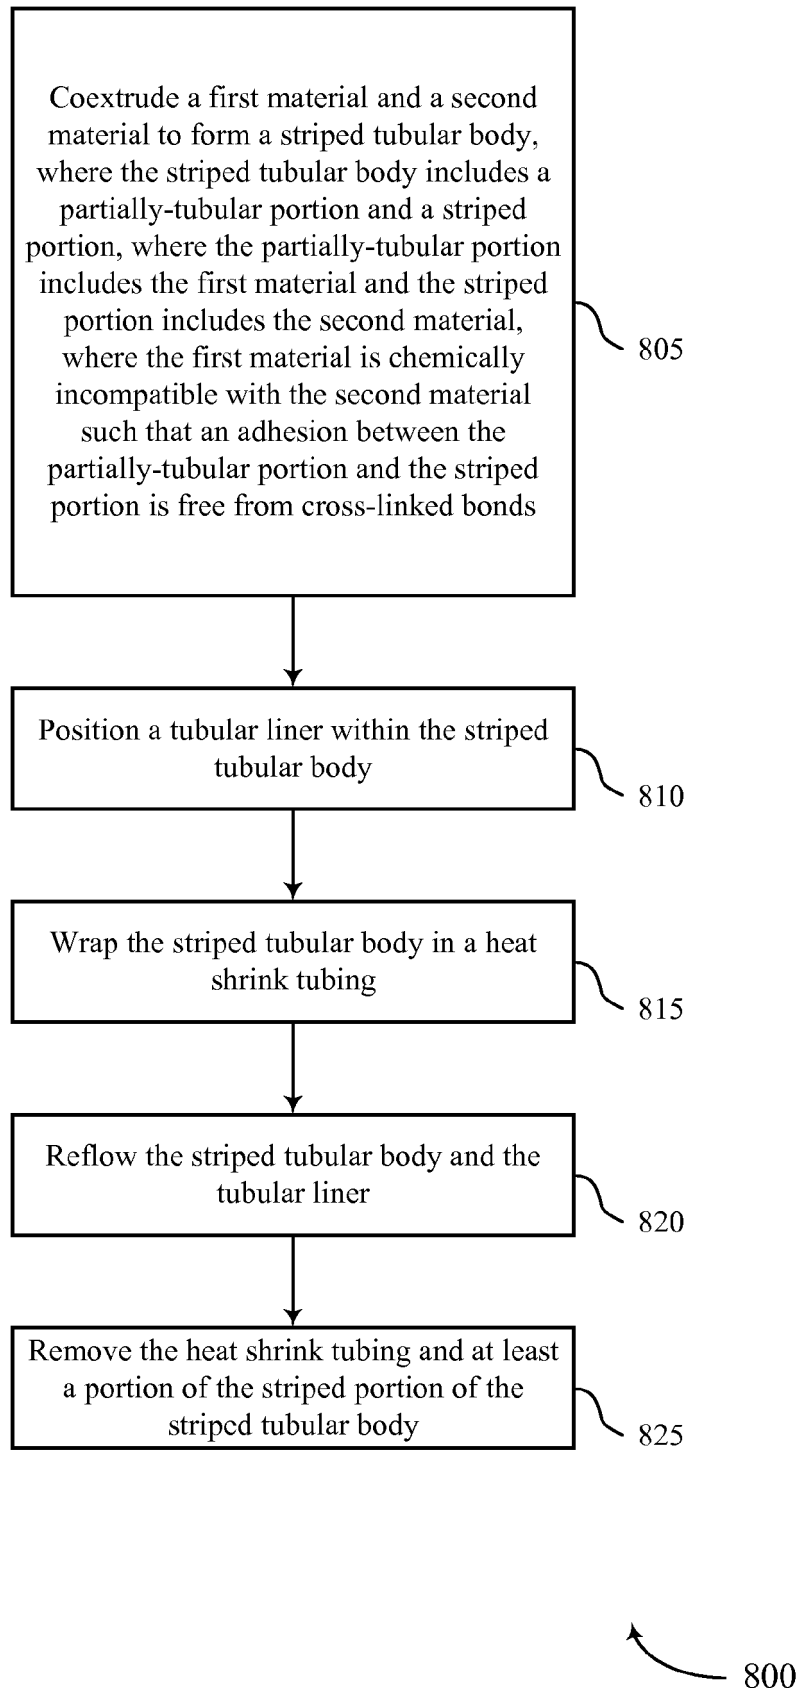 Coextrude a first material and a second
material to form a striped tubular body,
where the striped tubular body includes a
partially-tubular portion and a striped
portion, where the partially-tubular portion
includes the first material and the striped
portion includes the second material,
where the first material is chemically
incompatible with the second material
such that an adhesion between the
partially-tubular portion and the striped
portion is free from cross-linked bonds
805
Position a tubular liner within the striped
tubular body
810
Wrap the striped tubular body in a heat
shrink tubing
815
Reflow the striped tubular body and the
tubular liner
820
Remove the heat shrink tubing and at least
a portion of the striped portion of the
striped tubular body
825
800